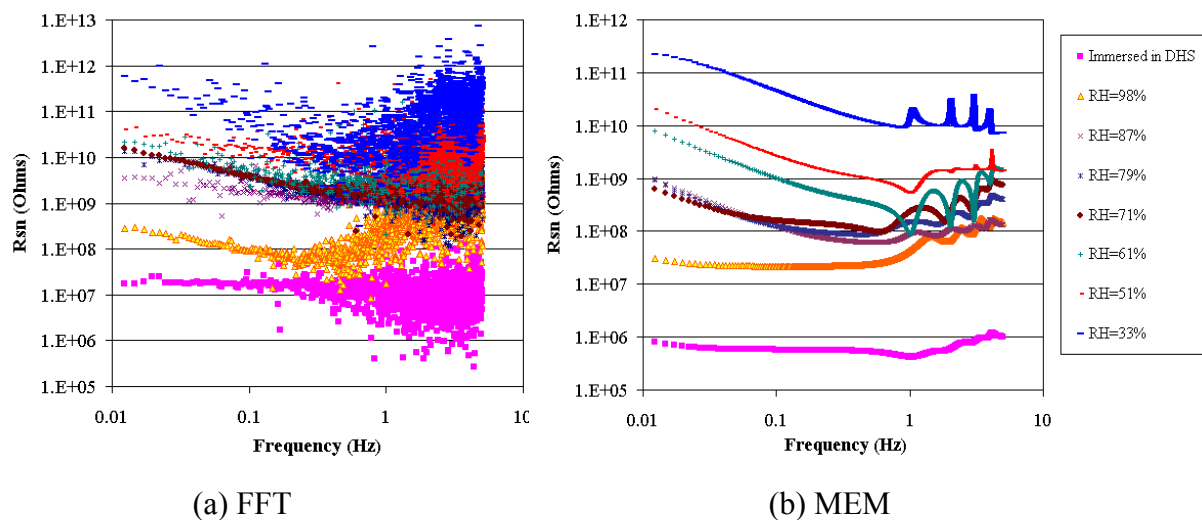 1.E+13
1.E+12
1.E+11
1.E+10
1.E+09
1.E+08
1.E+07
1.E+06
1.E+05
Rsn (Ohms)
0.01 0.1 1 10
Frequency (Hz)
(a) FFT
1.E+12
1.E+11
1.E+10
1.E+09
1.E+08
1.E+07
1.E+06
1.E+05
Rsn (Ohms)
0.01 0.1 1 10
Frequency (Hz)
(b) MEM
Immersed in DHS
RH=98%
RH=87%
RH=79%
RH=71%
RH=61%
RH=51%
RH=33%